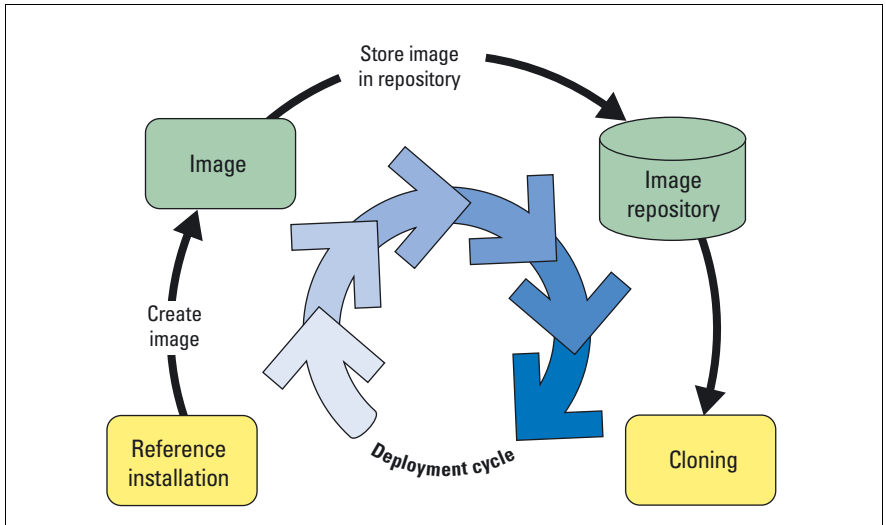 Store image
in repository
Image
Image
repository
Create
image
Reference
installation
Deployment cycle
Cloning